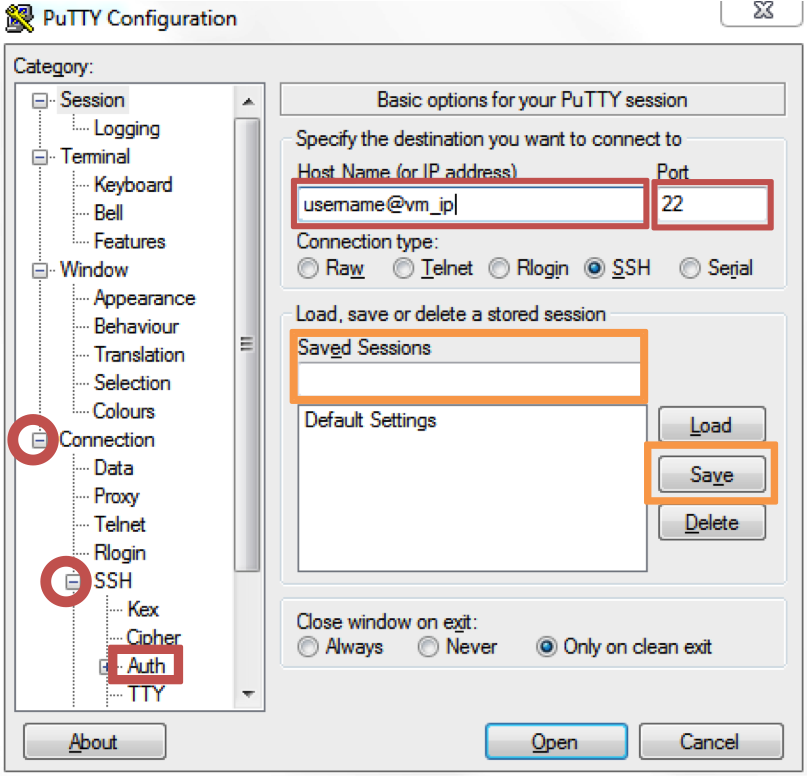 PuTTY Configuration
Category:
Session
Logging
Terminal
Keyboard
Bell
Features
Window
Appearance
Behaviour
Translation
Selection
Colours
Connection
Data
Proxy
Telnet
Rlogin
SSH
Kex
Cipher
Auth
TTY
Basic options for your PuTTY session
Specify the destination you want to connect to
Host Name (or IP address) Port
username@vm_ip 22
Connection type:
Raw Telnet Rlogin SSH Serial
Load, save or delete a stored session
Saved Sessions
Default Settings
Load
Save
Delete
Close window on exit:
Always Never Only on clean exit
About Open Cancel